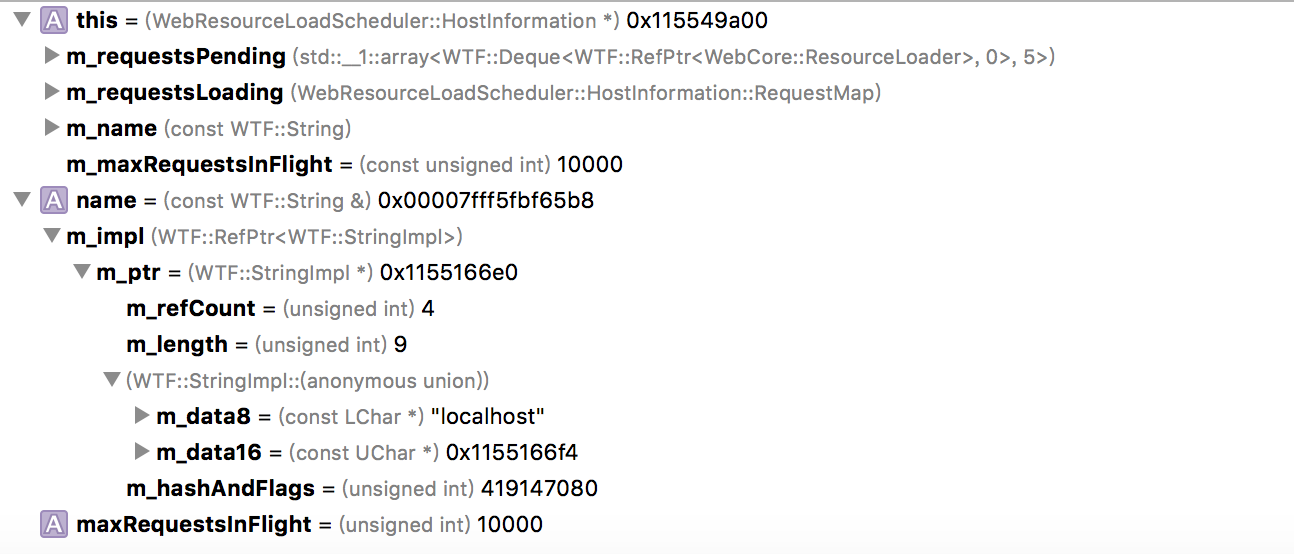 A this = (WebResourceLoadScheduler::HostInformation *) 0x115549a00
m_requestsPending (std::__1::array<WTF::Deque<WTF::RefPtr<WebCore::ResourceLoader>, 0>, 5>)
m_requestsLoading (WebResourceLoadScheduler::HostInformation::RequestMap)
m_name (const WTF::String)
m_maxRequestsInFlight = (const unsigned int) 10000
A name = (const WTF::String &) 0x00007fff5fbf65b8
m_impl (WTF::RefPtr<WTF::StringImpl>)
m_ptr = (WTF::StringImpl *) 0x1155166e0
m_refCount = (unsigned int) 4
m_length = (unsigned int) 9
(WTF::StringImpl::(anonymous union))
m_data8 = (const LChar *) "localhost"
m_data16 = (const UChar *) 0x1155166f4
m_hashAndFlags = (unsigned int) 419147080
A maxRequestsInFlight = (unsigned int) 10000